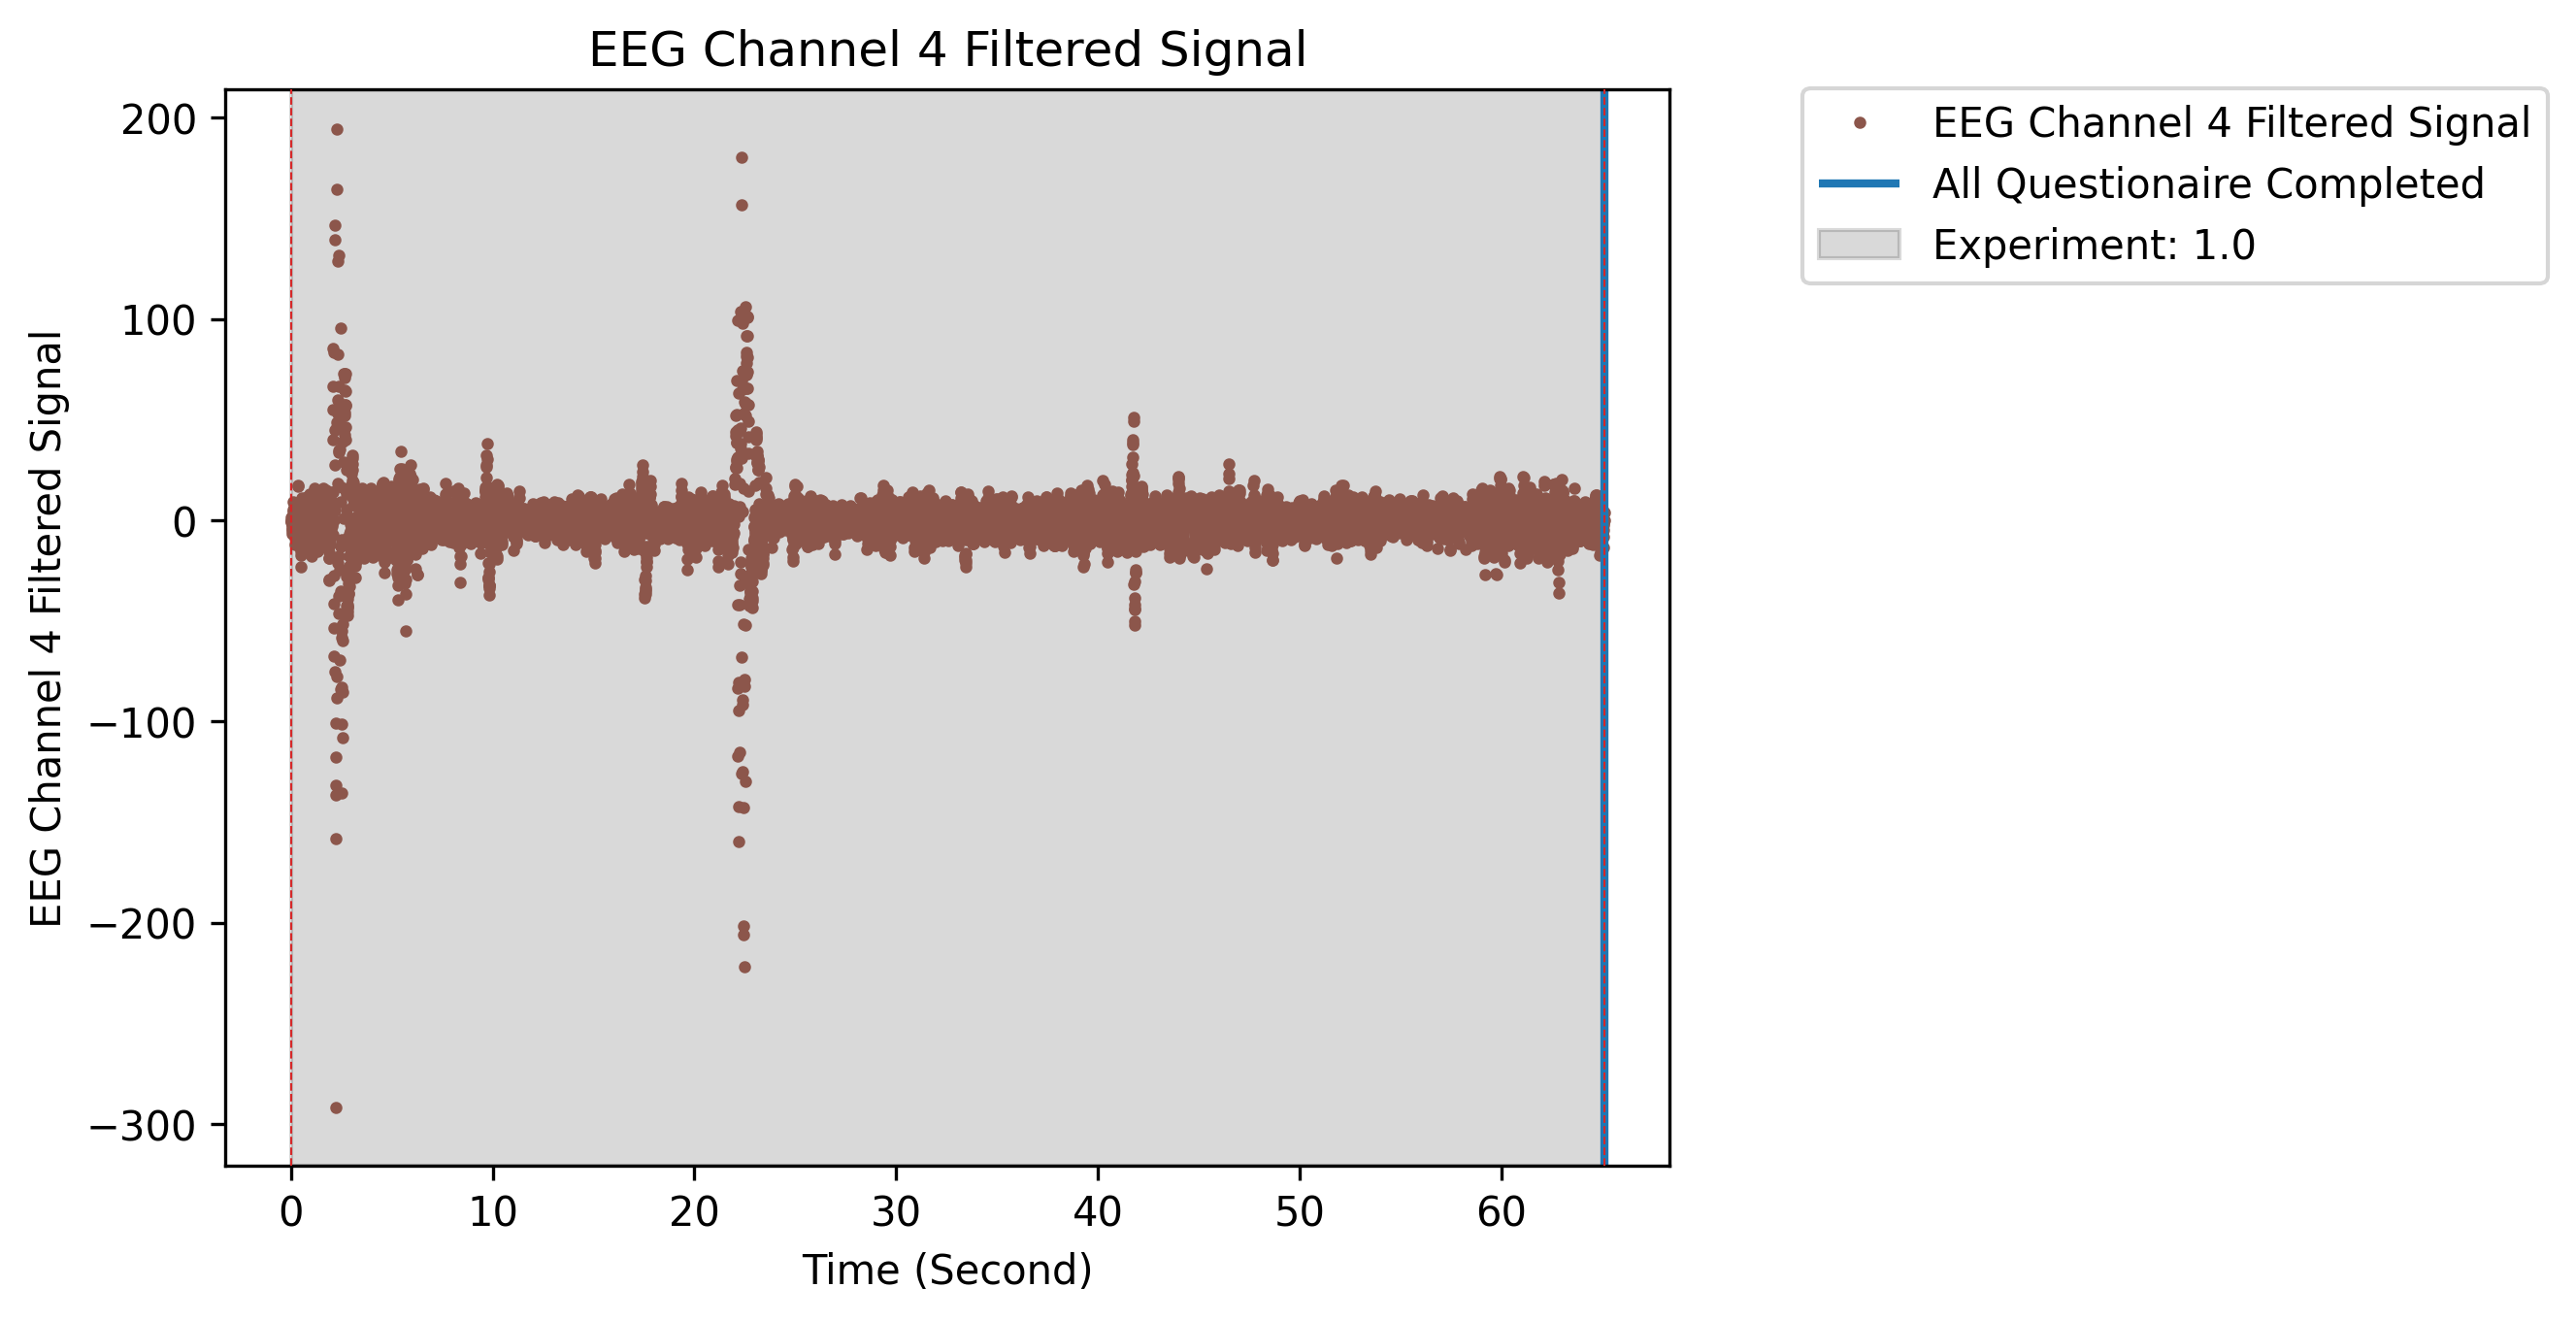 EEG Channel 4 Filtered Signal
EEG Channel 4 Filtered Signal
All Questionaire Completed
Experiment: 1.0
EEG Channel 4 Filtered Signal
200
100
0
−100
−200
−300
0 10 20 30 40 50 60
Time (Second)